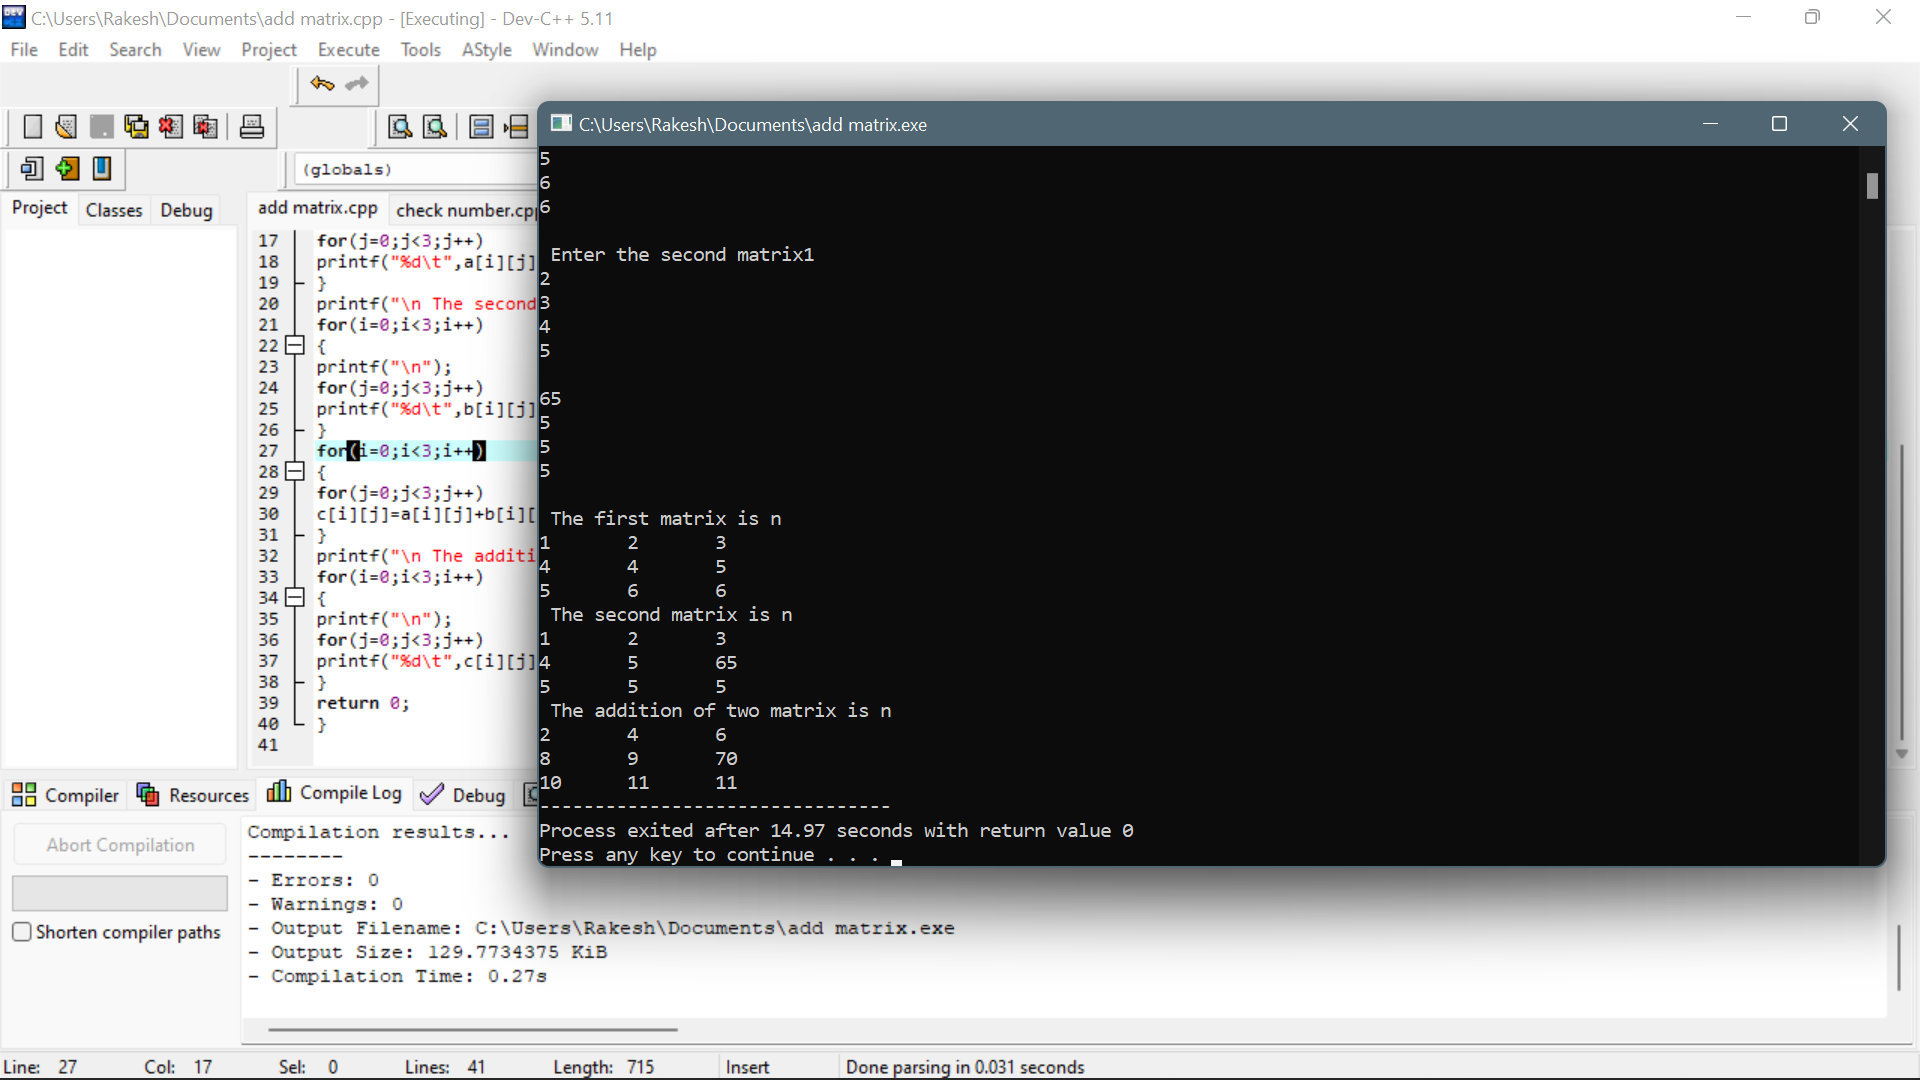 C:\Users\Rakesh\Documents\add matrix.cpp - [Executing] - Dev-C++ 5.11
File Edit Search View Project Execute Tools AStyle Window Help
(globals)
Project Classes Debug
add matrix.cpp check number.cpp
17 for(j=0;j<3;j++)
18 printf("%d\t",a[i][j]
19 }
20 printf("\n The second
21 for(i=0;i<3;i++)
22 {
23 printf("\n");
24 for(j=0;j<3;j++)
25 printf("%d\t",b[i][j]
26 }
27 for(i=0;i<3;i++)
28 {
29 for(j=0;j<3;j++)
30 c[i][j]=a[i][j]+b[i][
31 }
32 printf("\n The additi
33 for(i=0;i<3;i++)
34 {
35 printf("\n");
36 for(j=0;j<3;j++)
37 printf("%d\t",c[i][j]
38 }
39 return 0;
40 }
41
C:\Users\Rakesh\Documents\add matrix.exe
5
6
6
Enter the second matrix1
2
3
4
5
65
5
5
5
The first matrix is n
1 2 3
4 4 5
5 6 6
The second matrix is n
1 2 3
4 5 65
5 5 5
The addition of two matrix is n
2 4 6
8 9 70
10 11 11
--------------------------------
Process exited after 14.97 seconds with return value 0
Press any key to continue . . .
Compiler Resources Compile Log Debug
Abort Compilation
Shorten compiler paths
Compilation results...
--------
- Errors: 0
- Warnings: 0
- Output Filename: C:\Users\Rakesh\Documents\add matrix.exe
- Output Size: 129.7734375 KiB
- Compilation Time: 0.27s
Line: 27 Col: 17 Sel: 0 Lines: 41 Length: 715 Insert Done parsing in 0.031 seconds